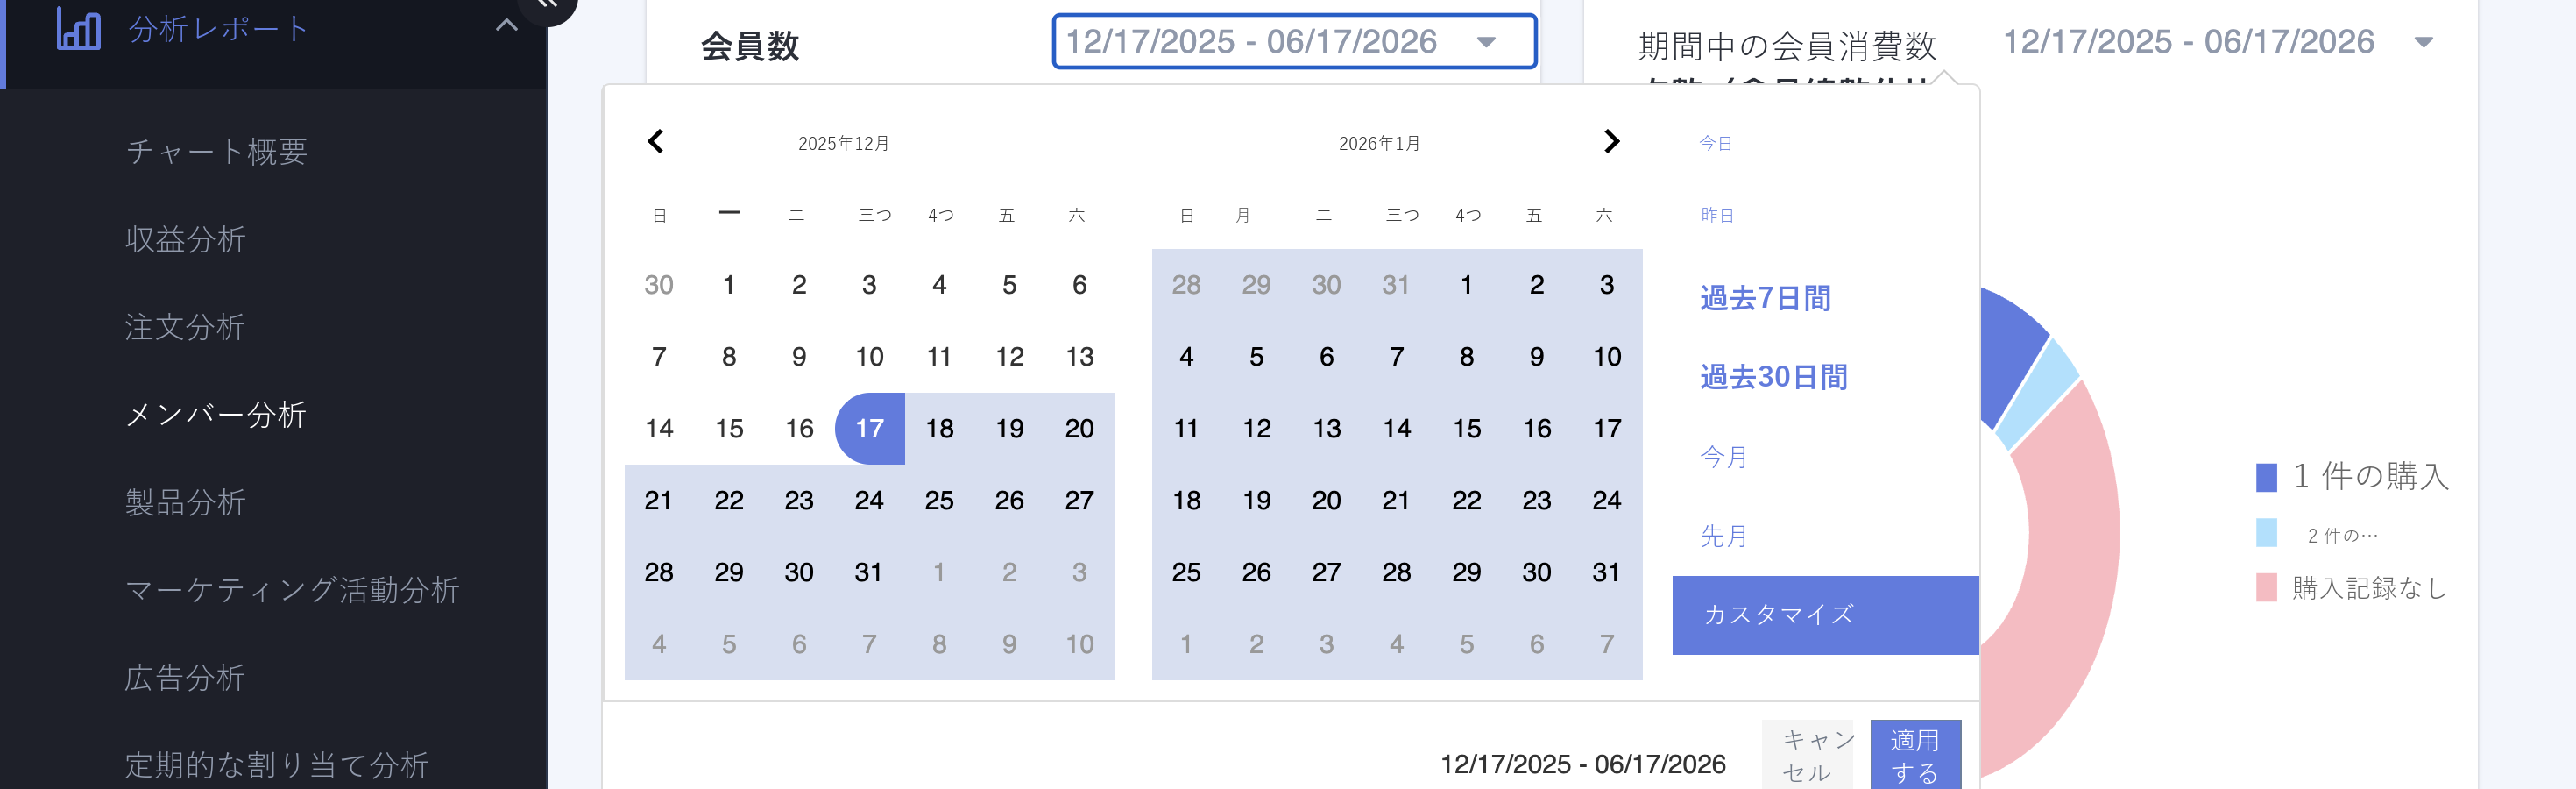 分析レポート
チャート概要
収益分析
注文分析
メンバー分析
製品分析
マーケティング活動分析
広告分析
定期的な割り当て分析
会員数
12/17/2025 - 06/17/2026
期間中の会員消費数
12/17/2025 - 06/17/2026
2025年12月
日 一 二 三つ 4つ 五 六
30 1 2 3 4 5 6
7 8 9 10 11 12 13
14 15 16 17 18 19 20
21 22 23 24 25 26 27
28 29 30 31 1 2 3
4 5 6 7 8 9 10
2026年1月
日 月 二 三つ 4つ 五 六
28 29 30 31 1 2 3
4 5 6 7 8 9 10
11 12 13 14 15 16 17
18 19 20 21 22 23 24
25 26 27 28 29 30 31
1 2 3 4 5 6 7
今日
昨日
過去7日間
過去30日間
今月
先月
カスタマイズ
12/17/2025 - 06/17/2026
キャン
セル
適用
する
1 件の購入
2 件の…
購入記録なし